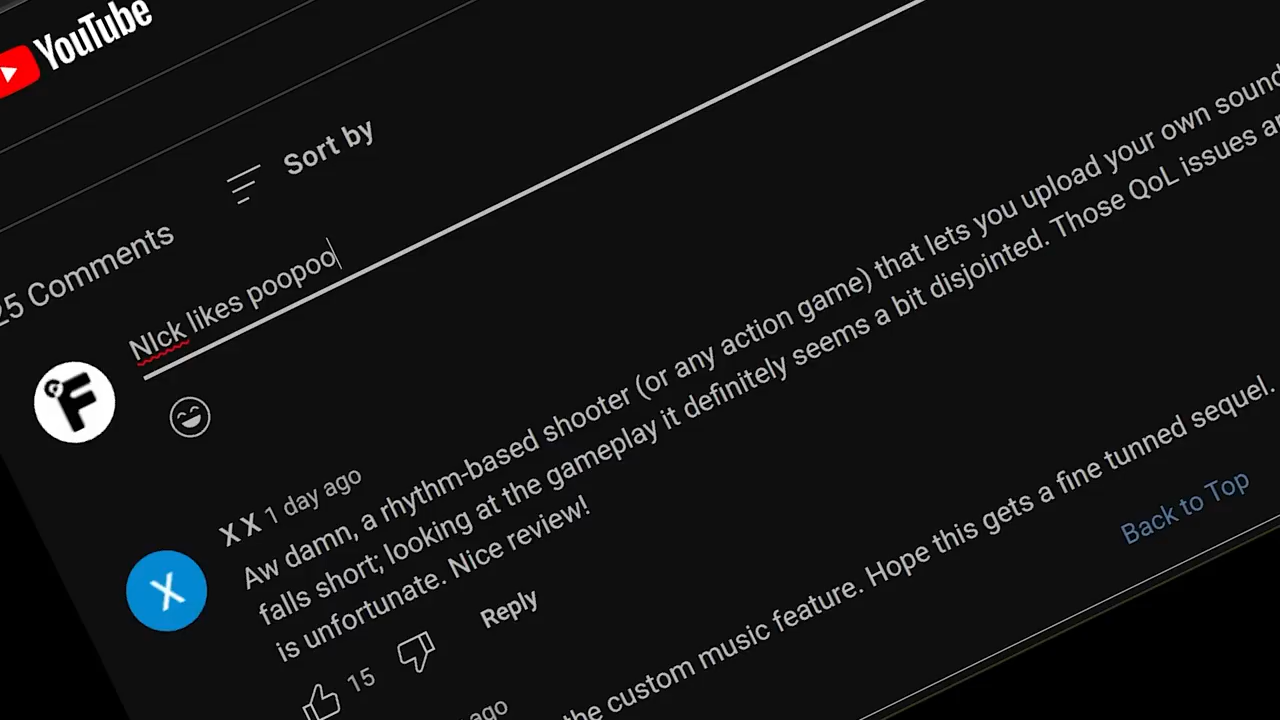 YouTube
25 Comments
Sort by
NIck likes poopoo
X X 1 day ago
Aw damn, a rhythm-based shooter (or any action game) that lets you upload your own sound
falls short; looking at the gameplay it definitely seems a bit disjointed. Those QoL issues
is unfortunate. Nice review!
15
Reply
ago
the custom music feature. Hope this gets a fine tunned sequel.
Back to Top
F
X